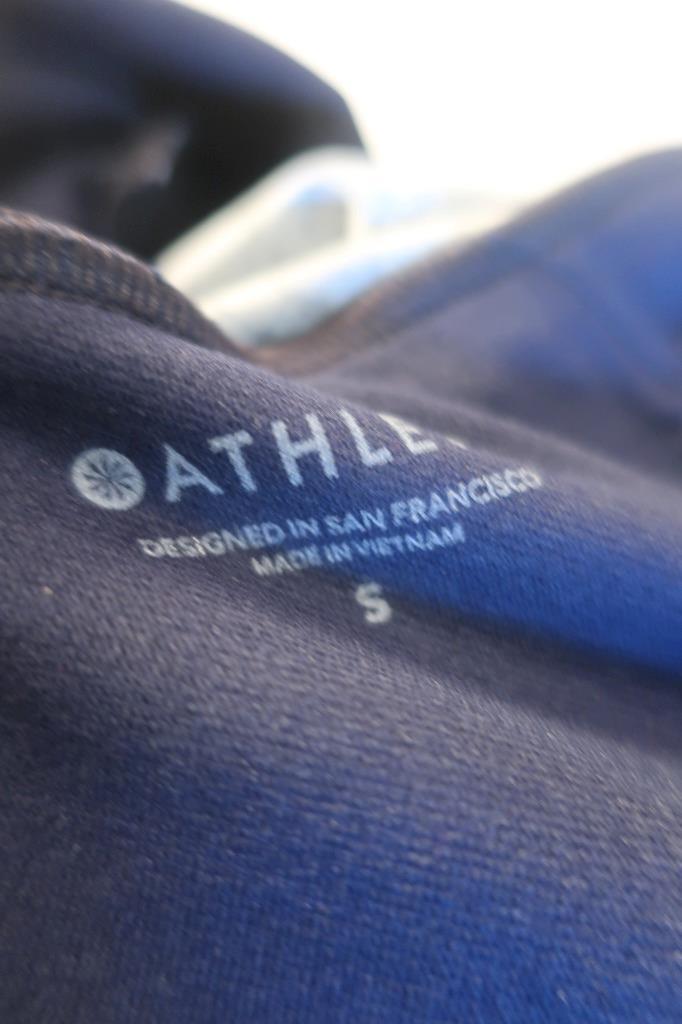 ATHLE
DESIGNED IN SAN FRANCISCO
MADE IN VIETNAM
S